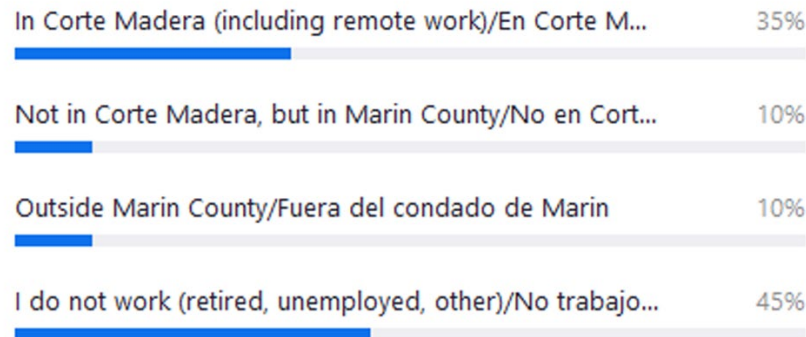 In Corte Madera (including remote work)/En Corte M... 35%
Not in Corte Madera, but in Marin County/No en Cort... 10%
Outside Marin County/Fuera del condado de Marin 10%
I do not work (retired, unemployed, other)/No trabajo... 45%